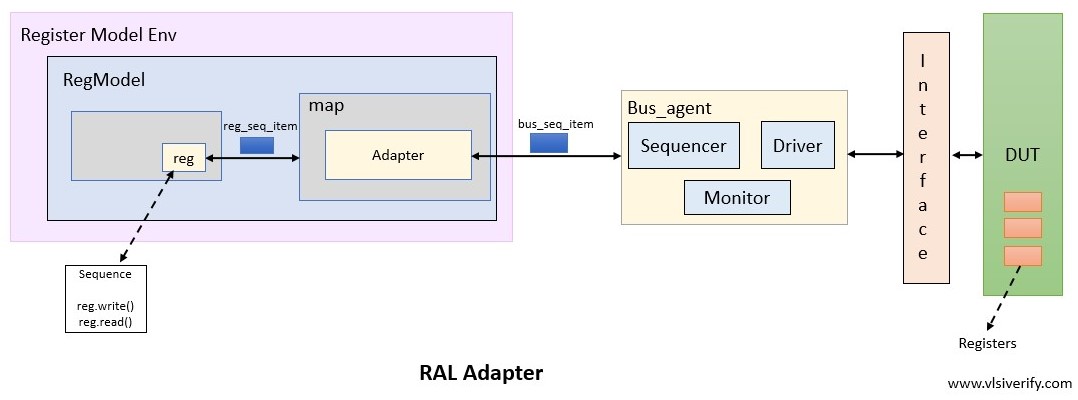 Register Model Env
RegModel
map
reg_seq_item
bus_seq_item
reg
Adapter
Bus_agent
Sequencer
Driver
Monitor
I
n
t
e
r
f
a
c
e
DUT
Sequence
reg.write()
reg.read()
Registers
RAL Adapter
www.vlsiverify.com